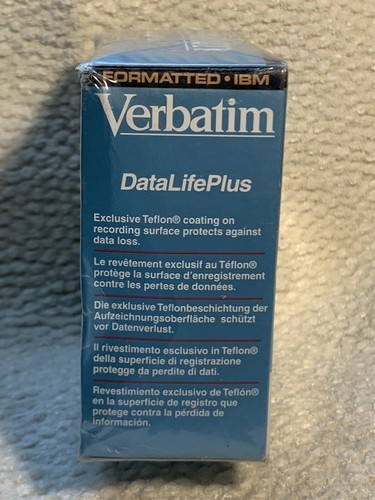 FORMATTED • IBM
Verbatim
DataLifePlus
Exclusive Teflon® coating on
recording surface protects against
data loss.
Le revêtement exclusif au Téflon®
protège la surface d'enregistrement
contre les pertes de données.
Die exklusive Teflonbeschichtung der
Aufzeichnungsoberfläche schützt
vor Datenverlust.
Il rivestimento esclusivo in Teflon®
della superficie di registrazione
protegge da perdite di dati.
Revestimiento exclusivo de Teflón®
en la superficie de registro que
protege contra la pérdida de
información.